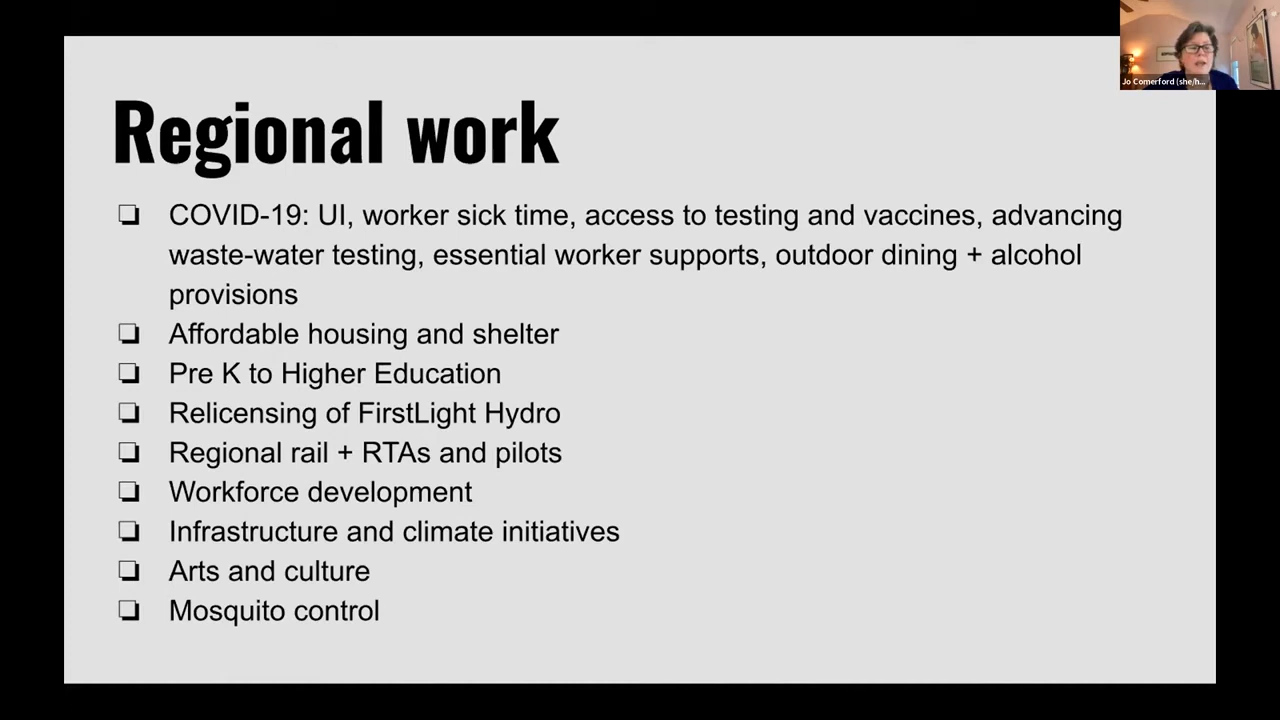 Regional work
❏ COVID-19: UI, worker sick time, access to testing and vaccines, advancing
waste-water testing, essential worker supports, outdoor dining + alcohol
provisions
❏ Affordable housing and shelter
❏ Pre K to Higher Education
❏ Relicensing of FirstLight Hydro
❏ Regional rail + RTAs and pilots
❏ Workforce development
❏ Infrastructure and climate initiatives
❏ Arts and culture
❏ Mosquito control
Jo Comerford (she/h...